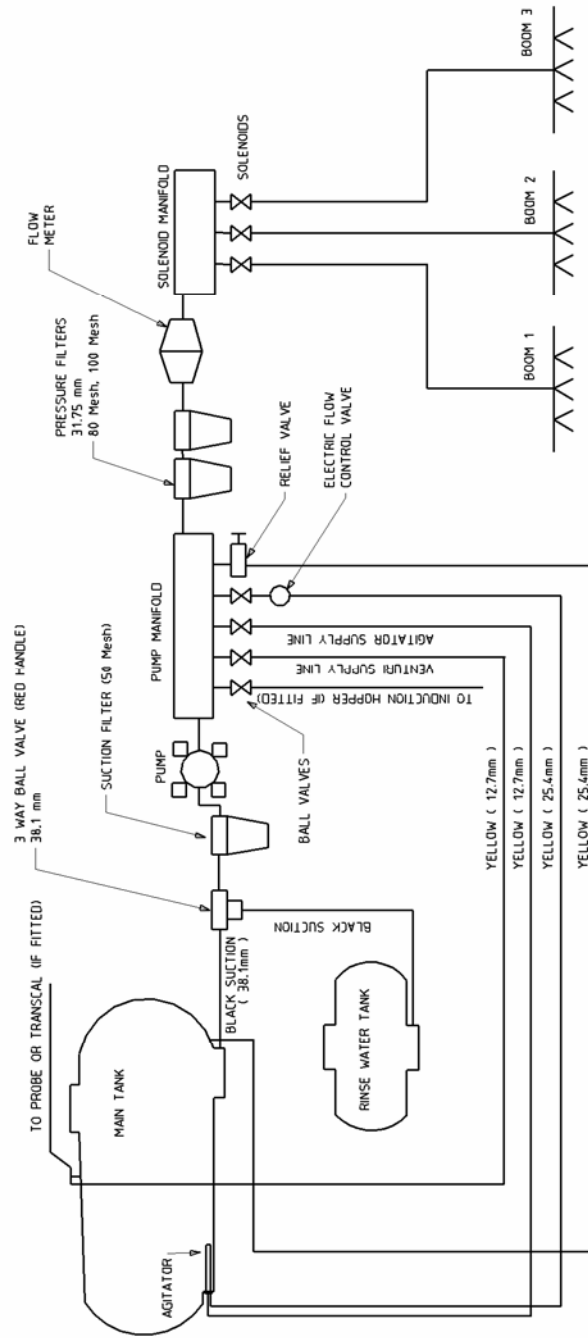 TO PROBE OR TRANSCAL (IF FITTED)
MAIN TANK
AGITATOR
3 WAY BALL VALVE (RED HANDLE)
38.1 mm
BLACK SUCTION
( 38.1mm )
BLACK SUCTION
RINSE WATER TANK
SUCTION FILTER (50 Mesh)
PUMP
PUMP MANIFOLD
BALL VALVES
TO INDUCTION HOPPER (IF FITTED)
VENTURI SUPPLY LINE
AGITATOR SUPPLY LINE
RELIEF VALVE
ELECTRIC FLOW
CONTROL VALVE
PRESSURE FILTERS
31.75 mm
80 Mesh, 100 Mesh
FLOW
METER
SOLENOID MANIFOLD
SOLENOIDS
YELLOW ( 12.7mm )
YELLOW ( 12.7mm )
YELLOW ( 25.4mm )
YELLOW ( 25.4mm )
BOOM 1
BOOM 2
BOOM 3